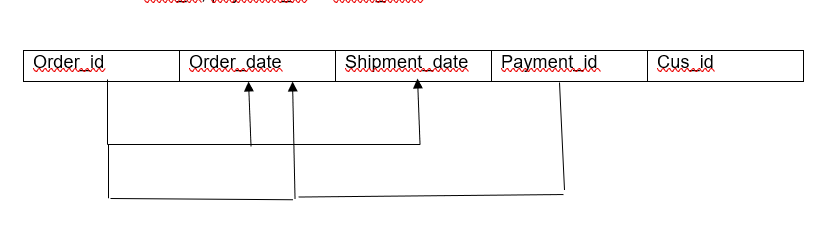 Order_id Order_date Shipment_date Payment_id Cus_id